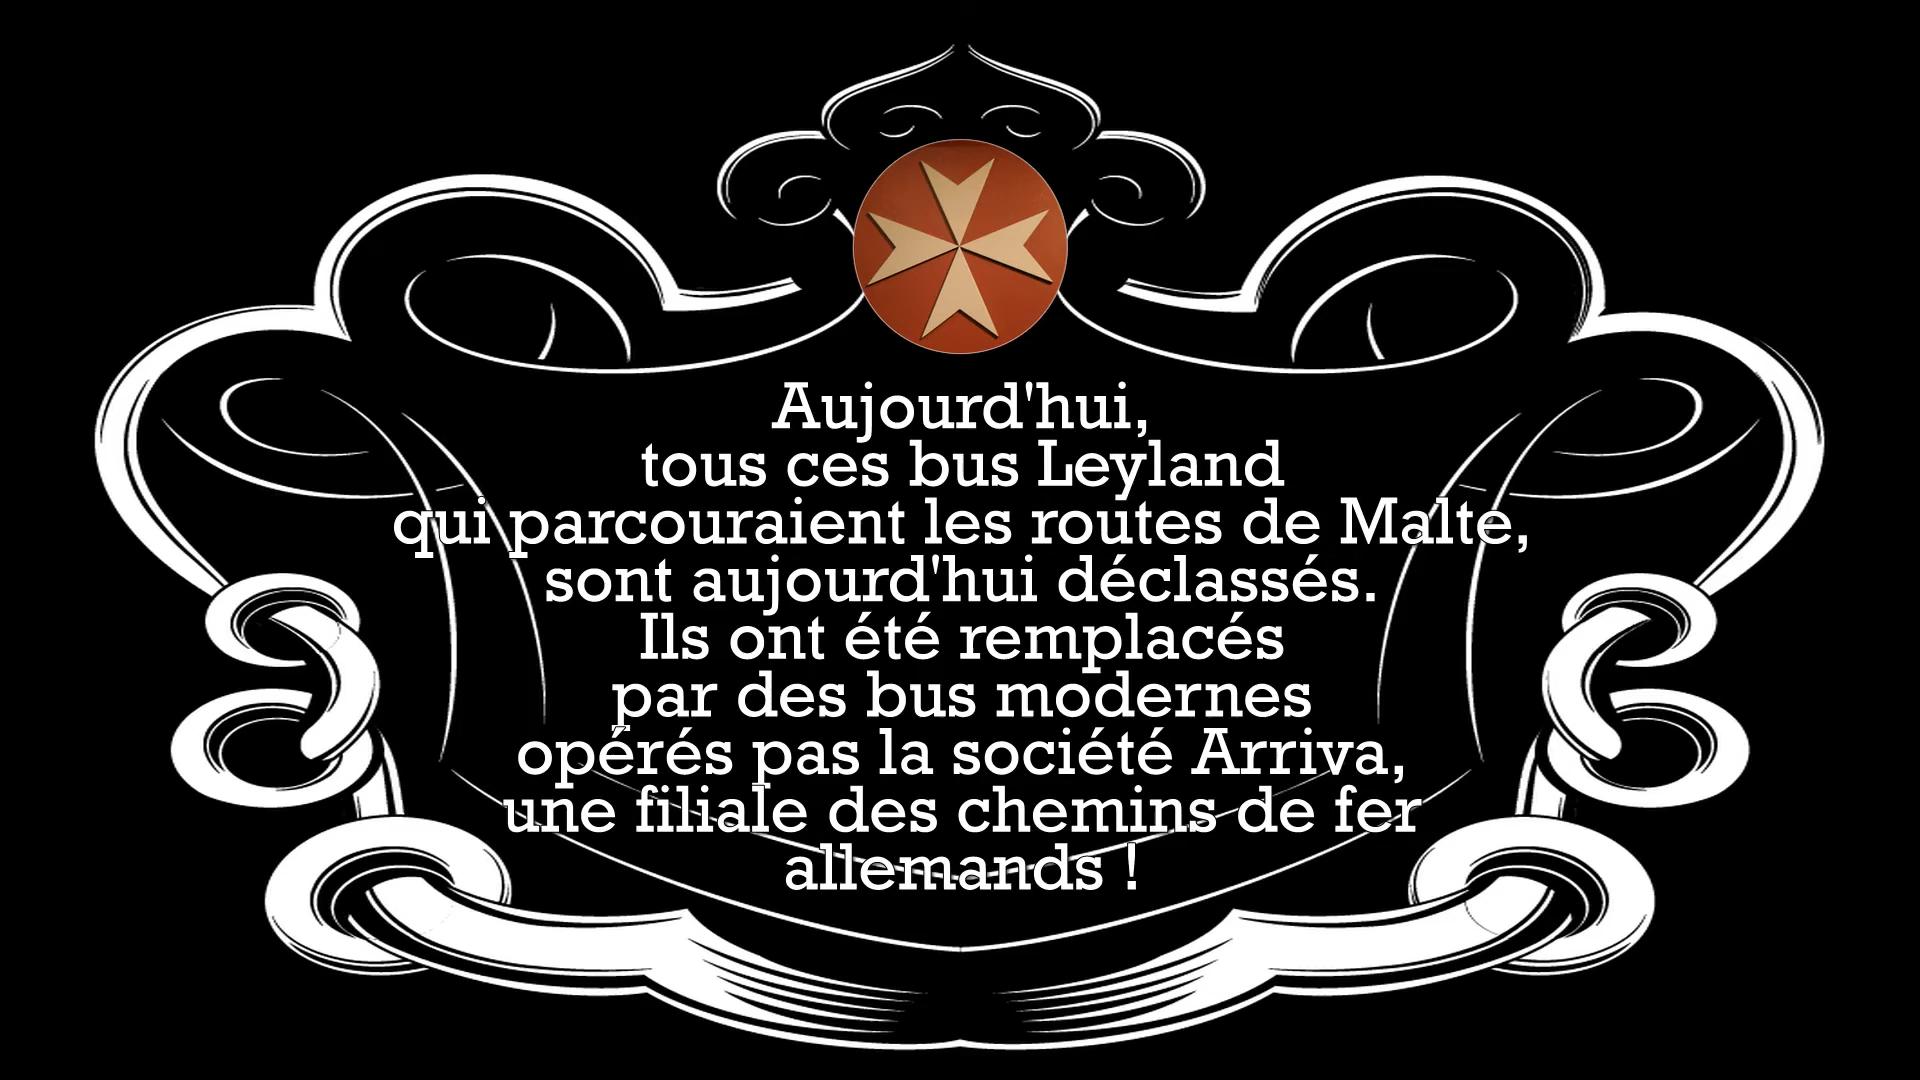 Aujourd'hui,
tous ces bus Leyland
qui parcouraient les routes de Malte,
sont aujourd'hui déclassés.
Ils ont été remplacés
par des bus modernes
opérés pas la société Arriva,
une filiale des chemins de fer
allemands !